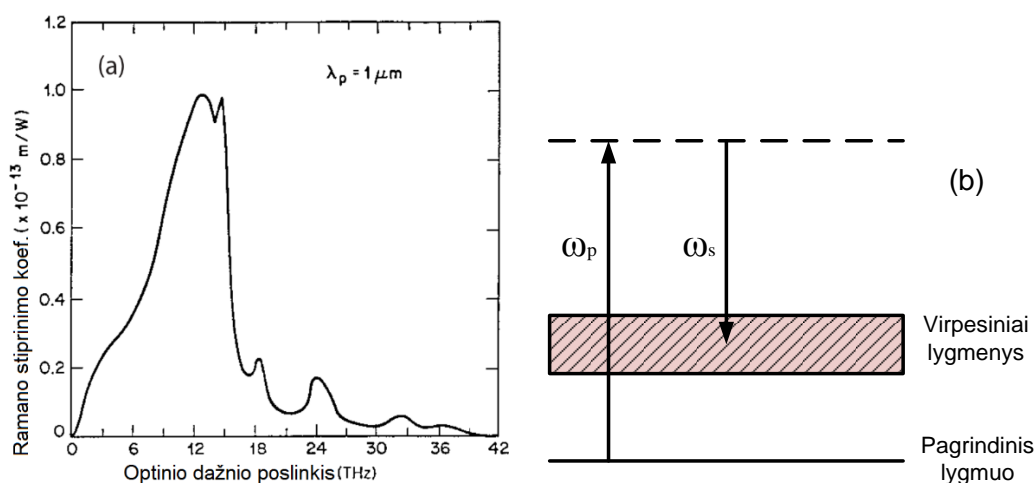 (a)
λp = 1 μm
Ramano stiprinimo koef. (x 10⁻¹³ m/W)
1.2
1.0
0.8
0.6
0.4
0.2
0
0 6 12 18 24 30 36 42
Optinio dažnio poslinkis (THz)
(b)
ωp
ωs
Virpesiniai
lygmenys
Pagrindinis
lygmuo